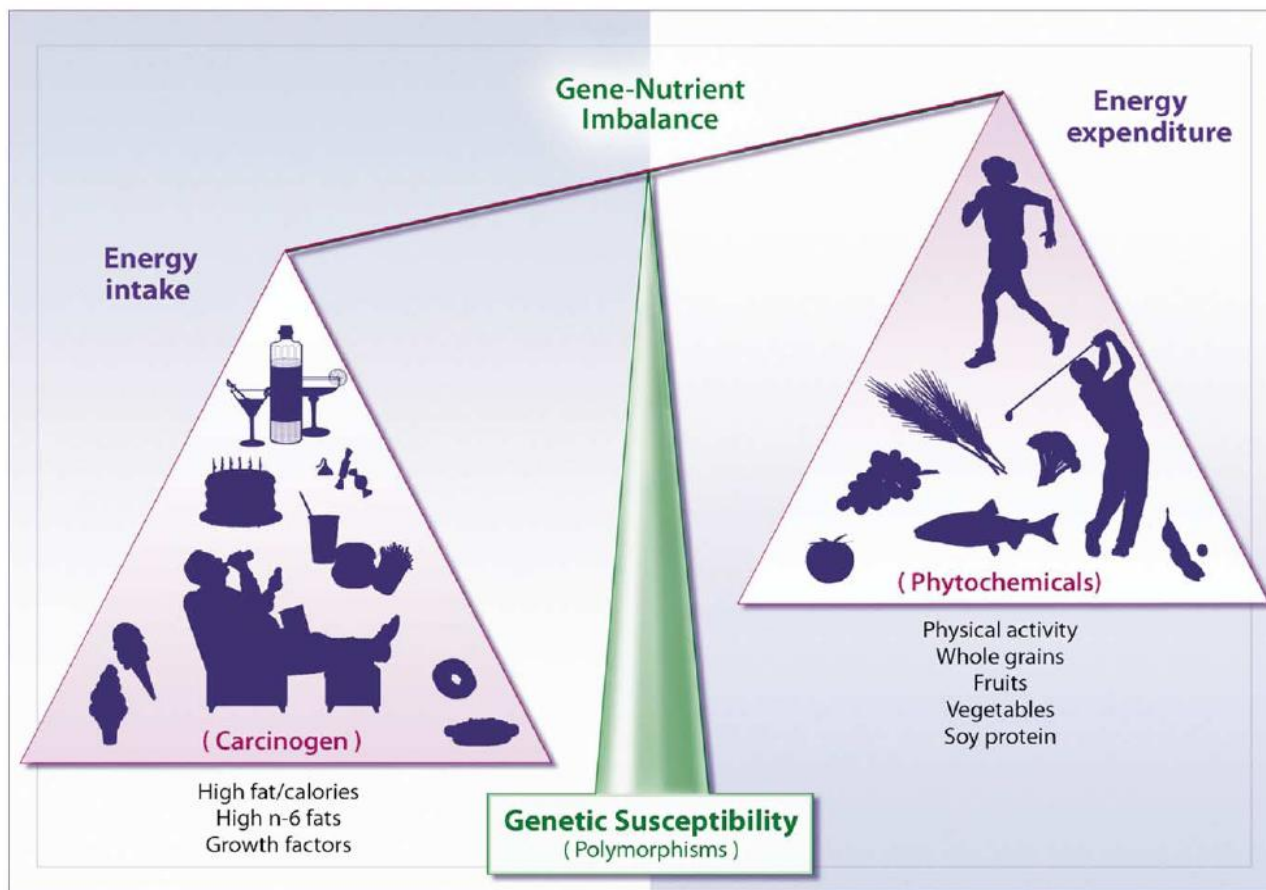 Gene-Nutrient
Imbalance
Energy
expenditure
Energy
intake
( Carcinogen )
High fat/calories
High n-6 fats
Growth factors
( Phytochemicals)
Physical activity
Whole grains
Fruits
Vegetables
Soy protein
Genetic Susceptibility
( Polymorphisms )